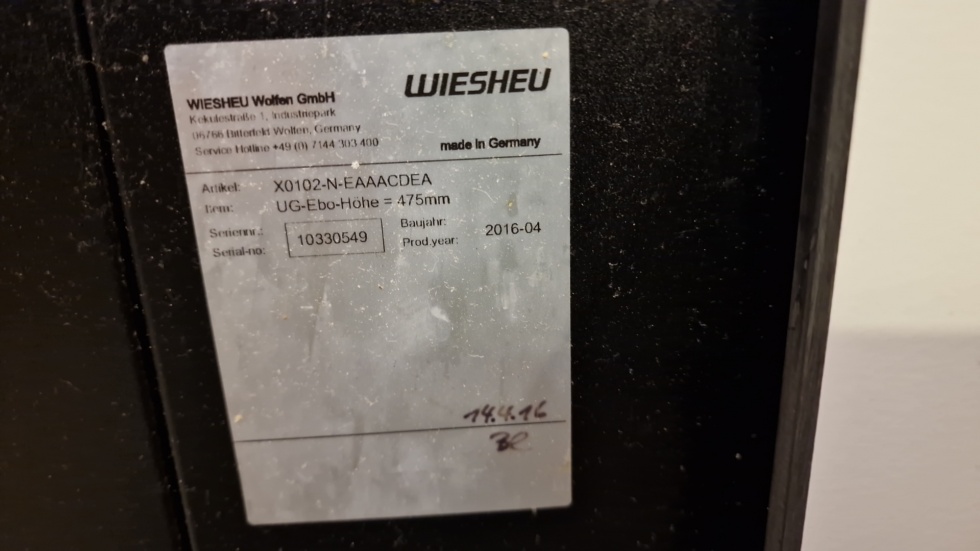 WIESHEU
WIESHEU Wolfen GmbH
Kekulestraße 1, Industriepark
06766 Bitterfeld Wolfen, Germany
Service Hotline +49 (0) 7144 303 400
made in Germany
Artikel: X0102-N-EAAACDEA
Item: UG-Ebo-Höhe = 475mm
Seriennr.: Baujahr:
10330549 2016-04
Serial-no: Prod.year:
14.4.16